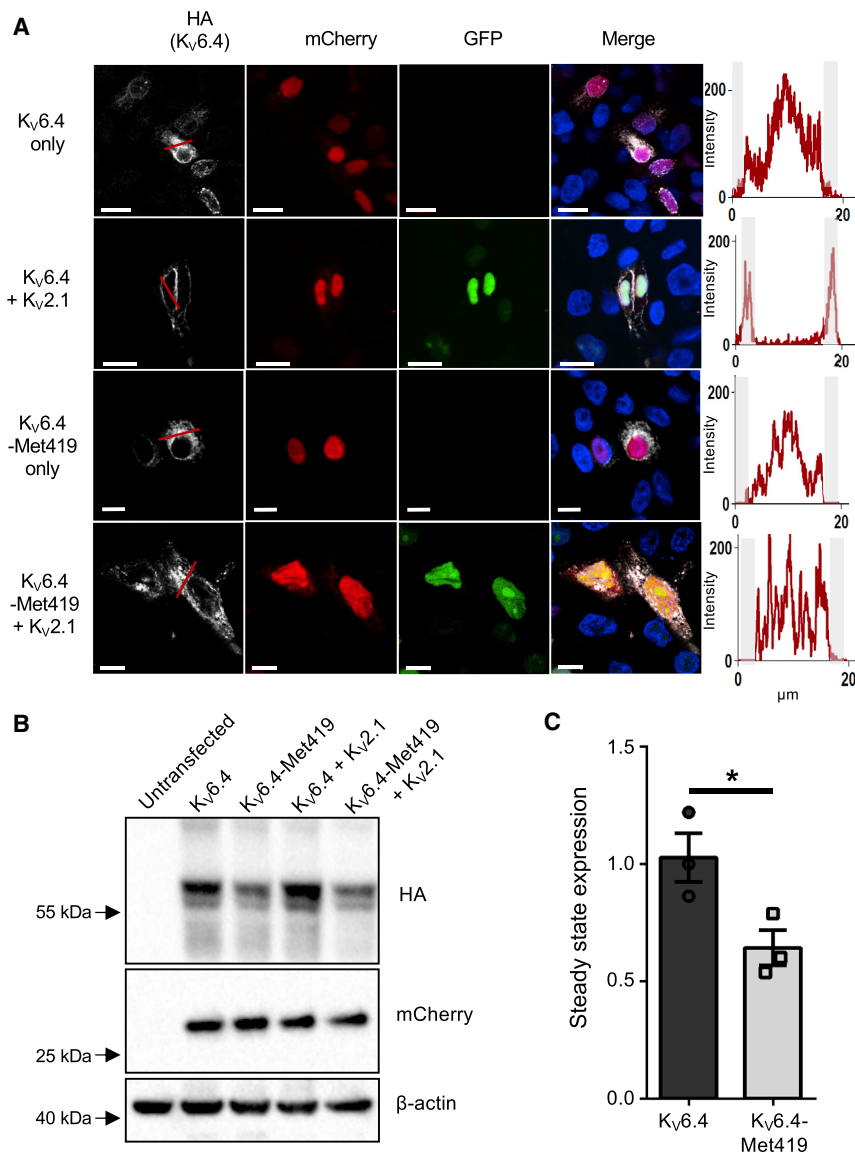 A
HA
(KV6.4)
mCherry
GFP
Merge
KV6.4
only
Intensity
200
0
0
20
KV6.4
+ KV2.1
Intensity
200
0
0
20
KV6.4
-Met419
only
Intensity
200
0
0
20
KV6.4
-Met419
+ KV2.1
Intensity
200
0
0
20
µm
B
Untransfected
KV6.4
KV6.4-Met419
KV6.4 + KV2.1
KV6.4-Met419
+ KV2.1
55 kDa
HA
25 kDa
mCherry
40 kDa
β-actin
C
Steady state expression
1.5
1.0
0.5
0.0
*
KV6.4
KV6.4-
Met419